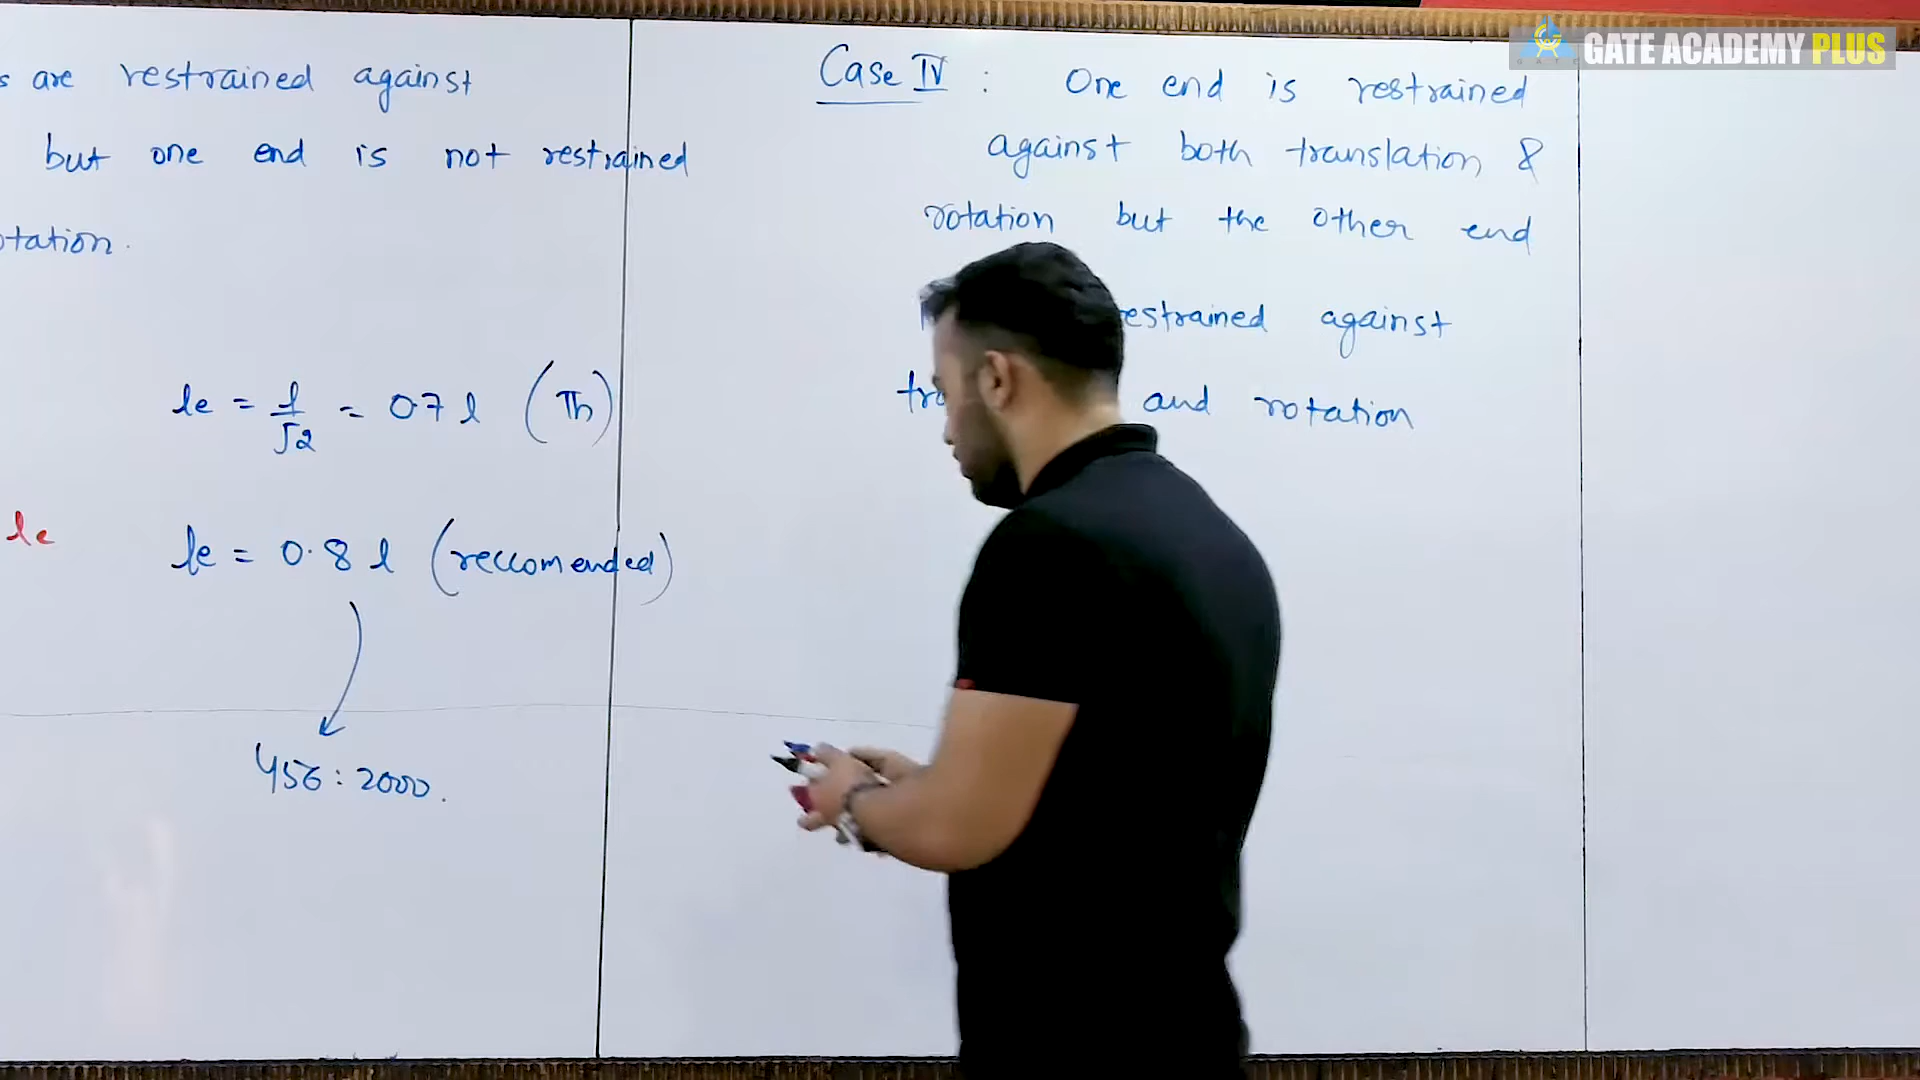 are restrained against
but one end is not restrained
otation.
le = l/√2 = 0.7 l (Th)
le
le = 0.8 l (reccomended)
456 : 2000.
Case IV : One end is restrained
against both translation &
rotation but the other end
estrained against
and rotation
GATE ACADEMY PLUS